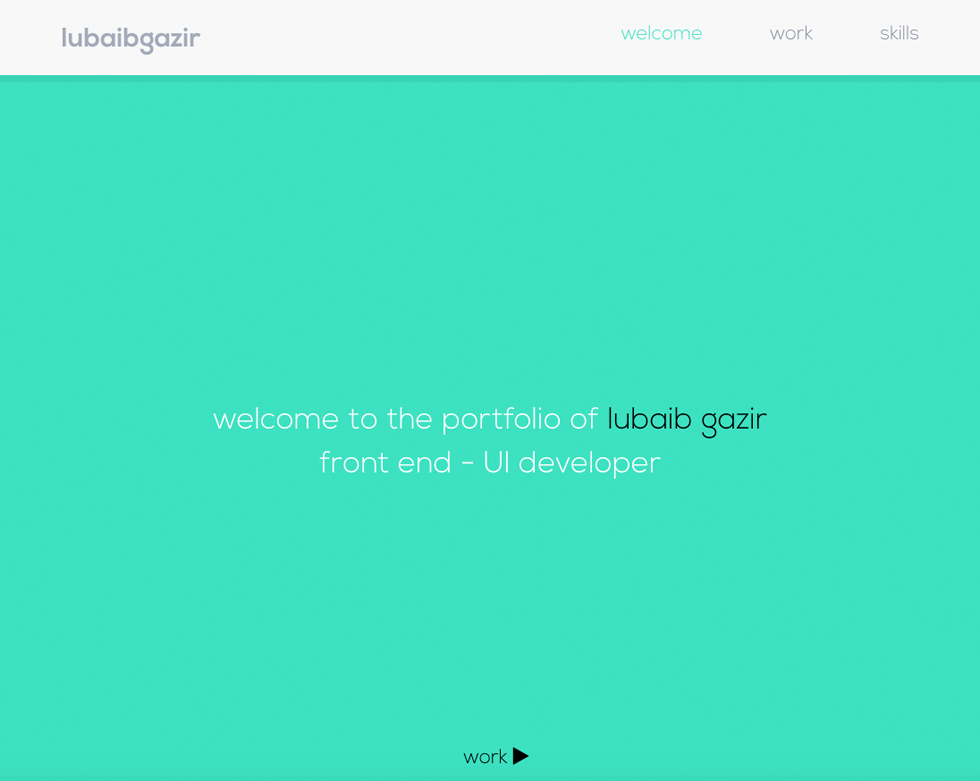 lubaibgazir
welcome work skills
welcome to the portfolio of lubaib gazir
front end - UI developer
work